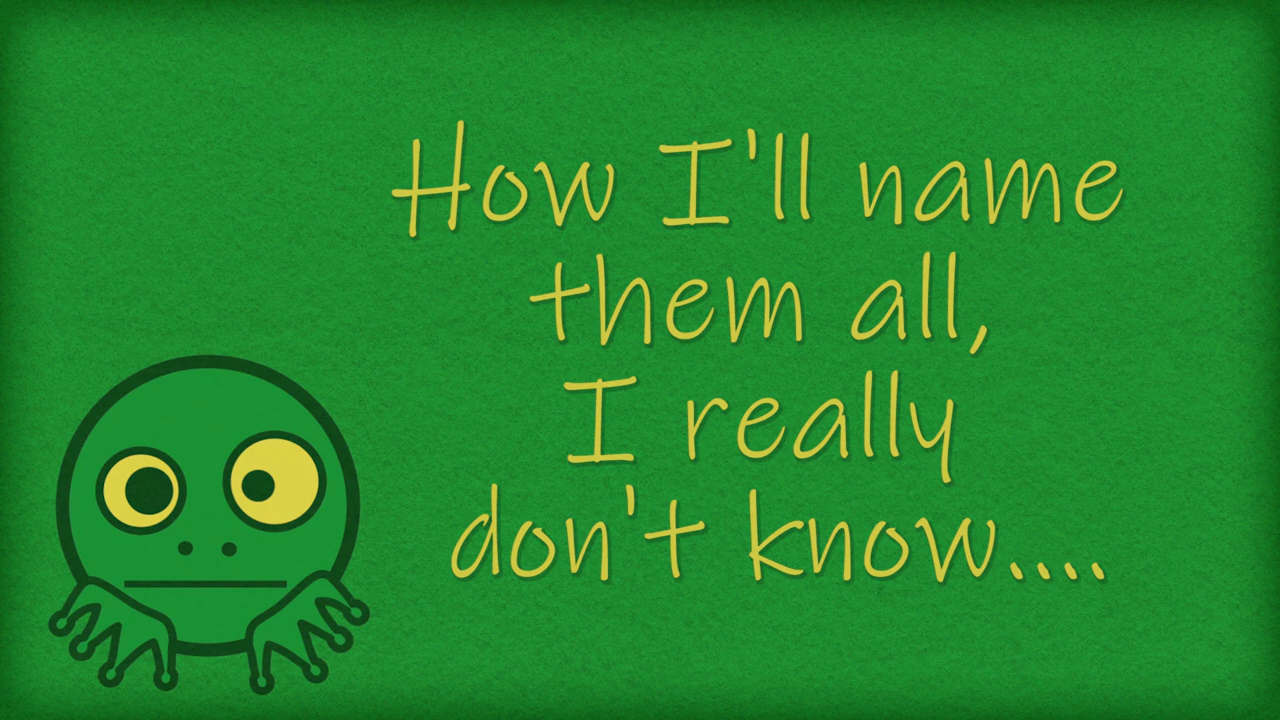 How I'll name
them all,
I really
don't know....